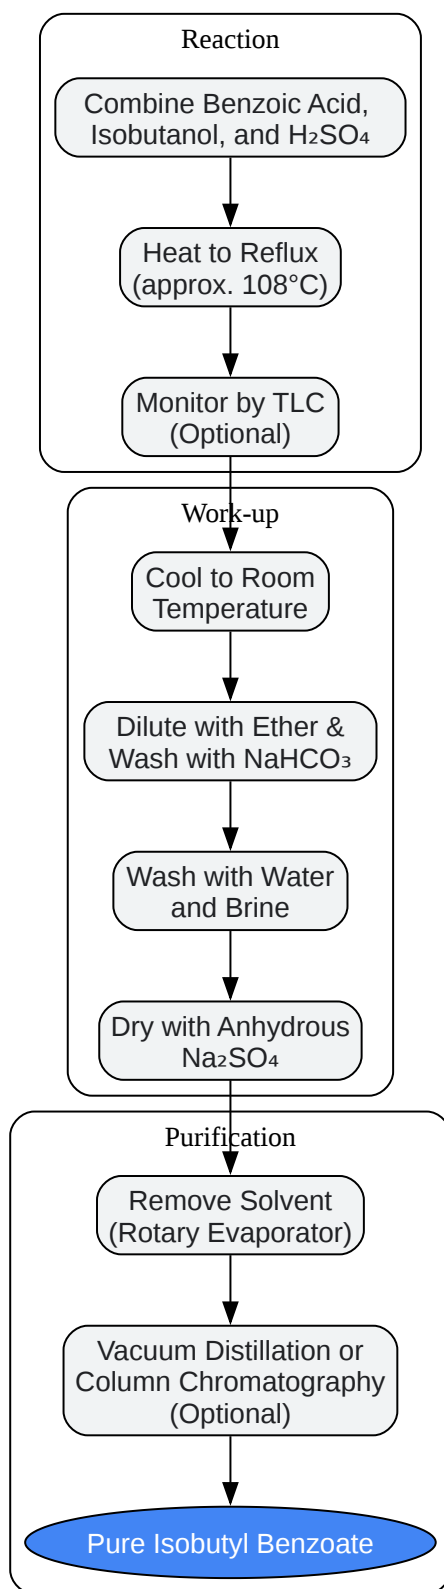 Reaction
Combine Benzoic Acid,
Isobutanol, and H₂SO₄
Heat to Reflux
(approx. 108°C)
Monitor by TLC
(Optional)
Work-up
Cool to Room
Temperature
Dilute with Ether &
Wash with NaHCO₃
Wash with Water
and Brine
Dry with Anhydrous
Na₂SO₄
Purification
Remove Solvent
(Rotary Evaporator)
Vacuum Distillation or
Column Chromatography
(Optional)
Pure Isobutyl Benzoate